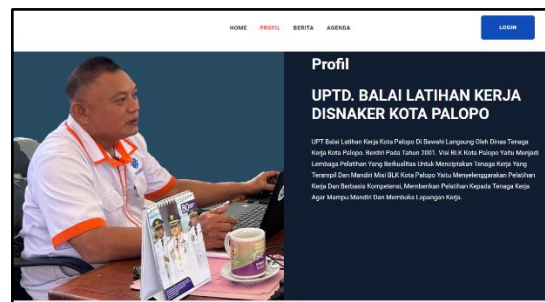 HOME PROFIL BERITA AGENDA LOGIN
Profil
UPTD. BALAI LATIHAN KERJA
DISNAKER KOTA PALOPO
UPT Balai Latihan Kerja Kota Palopo Di Bawahi Langsung Oleh Dinas Tenaga
Kerja Kota Palopo. Berdiri Pada Tahun 2001. Visi BLK Kota Palopo Yaitu Menjadi
Lembaga Pelatihan Yang Berkualitas Untuk Menciptakan Tenaga Kerja Yang
Terampil Dan Mandiri Misi BLK Kota Palopo Yaitu Menyelenggarakan Pelatihan
Kerja Dan Berbasis Kompetensi, Memberikan Pelatihan Kepada Tenaga Kerja
Agar Mampu Mandiri Dan Membuka Lapangan Kerja.